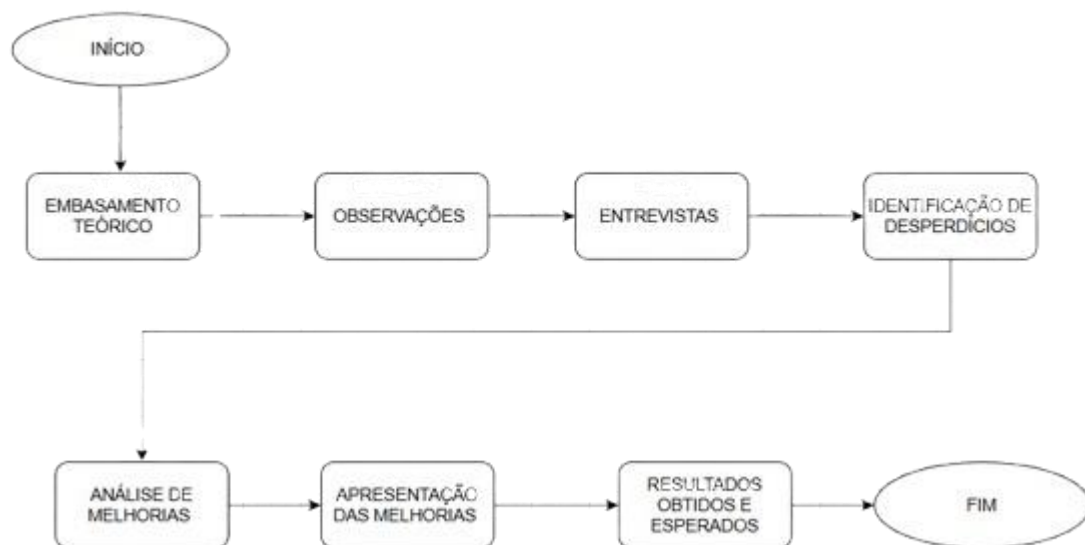 INÍCIO
EMBASAMENTO
TEÓRICO
OBSERVAÇÕES
ENTREVISTAS
IDENTIFICAÇÃO DE
DESPERDÍCIOS
ANÁLISE DE
MELHORIAS
APRESENTAÇÃO
DAS MELHORIAS
RESULTADOS
OBTIDOS E
ESPERADOS
FIM